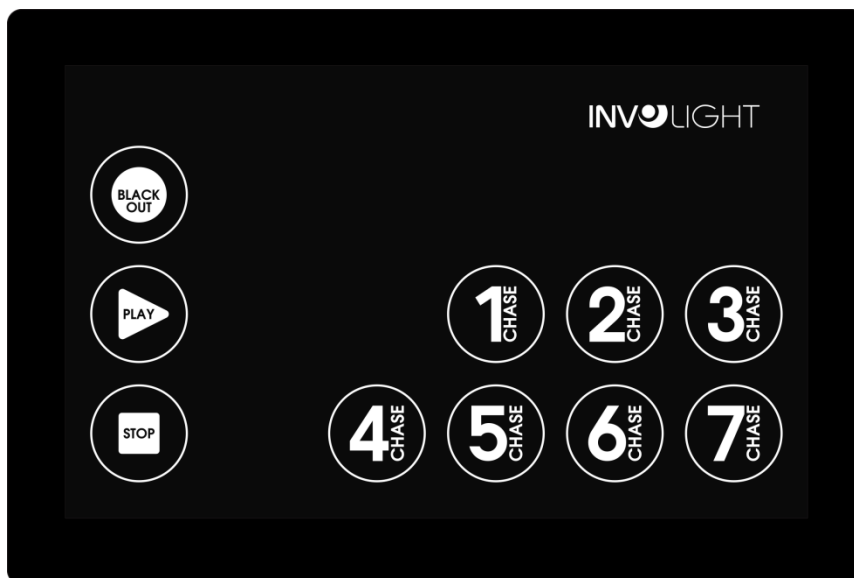 INVOLIGHT
BLACK
OUT
PLAY
1 CHASE
2 CHASE
3 CHASE
STOP
4 CHASE
5 CHASE
6 CHASE
7 CHASE